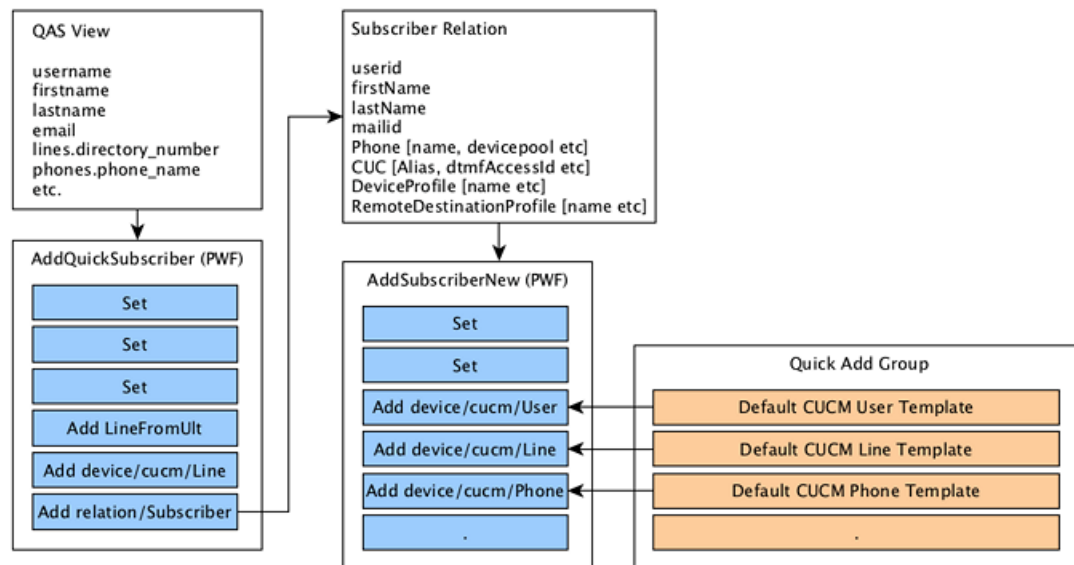 QAS View
username
firstname
lastname
email
lines.directory_number
phones.phone_name
etc.
AddQuickSubscriber (PWF)
Set
Set
Set
Add LineFromUlt
Add device/cucm/Line
Add relation/Subscriber
Subscriber Relation
userid
firstName
lastName
mailid
Phone [name, devicepool etc]
CUC [Alias, dtmfAccessId etc]
DeviceProfile [name etc]
RemoteDestinationProfile [name etc]
AddSubscriberNew (PWF)
Set
Set
Add device/cucm/User
Add device/cucm/Line
Add device/cucm/Phone
.
Quick Add Group
Default CUCM User Template
Default CUCM Line Template
Default CUCM Phone Template
.